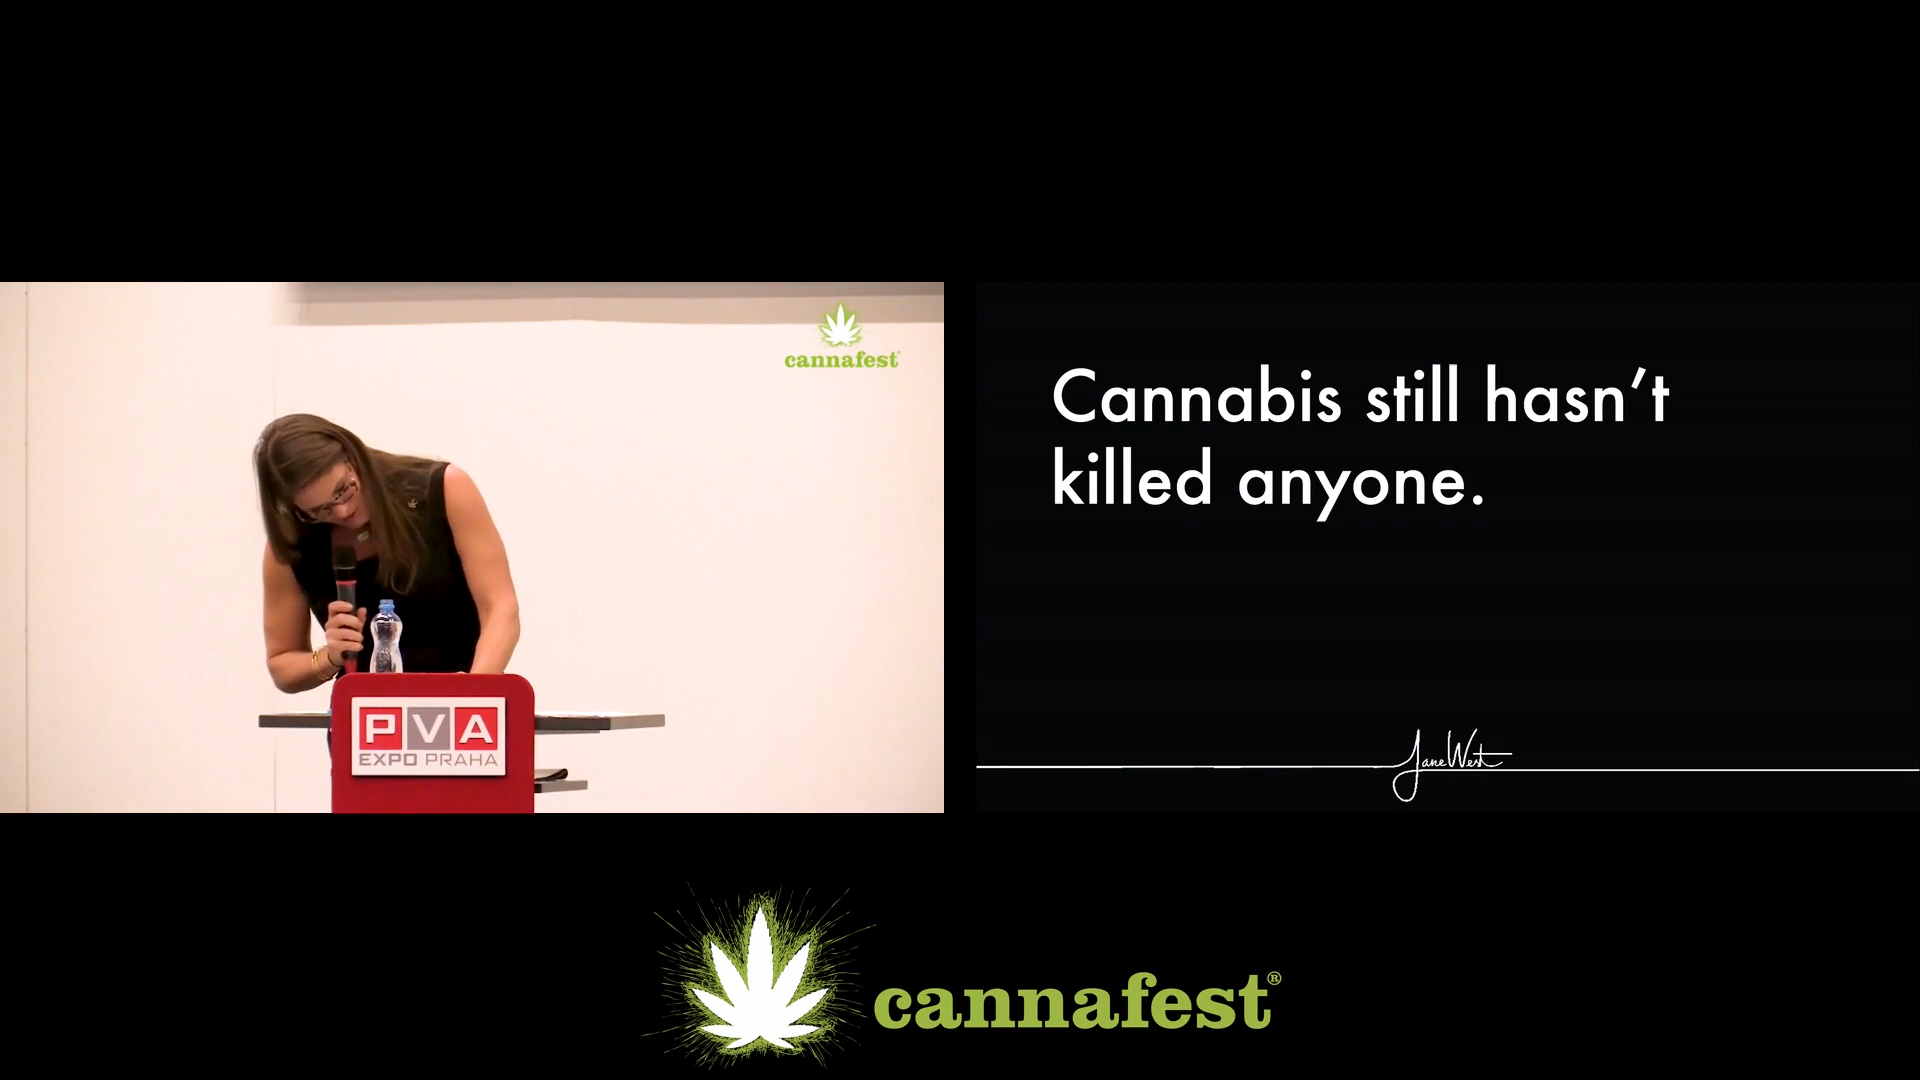 cannafest
Cannabis still hasn’t
killed anyone.
PVA
EXPO PRAHA
Jane West
cannafest®